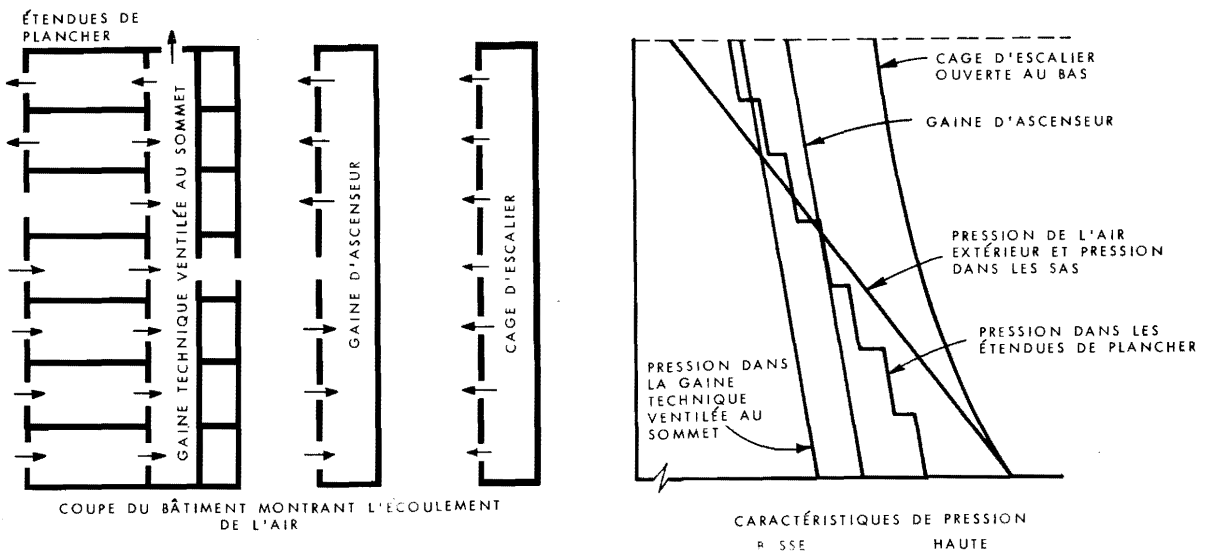 ÉTENDUES DE
PLANCHER
GAINE TECHNIQUE VENTILÉE AU SOMMET
GAINE D'ASCENSEUR
CAGE D'ESCALIER
COUPE DU BÂTIMENT MONTRANT L'ÉCOULEMENT
DE L'AIR
CAGE D'ESCALIER
OUVERTE AU BAS
GAINE D'ASCENSEUR
PRESSION DE L'AIR
EXTÉRIEUR ET PRESSION
DANS LES SAS
PRESSION DANS LES
ÉTENDUES DE PLANCHER
PRESSION DANS
LA GAINE
TECHNIQUE
VENTILÉE AU
SOMMET
CARACTÉRISTIQUES DE PRESSION
HAUTE